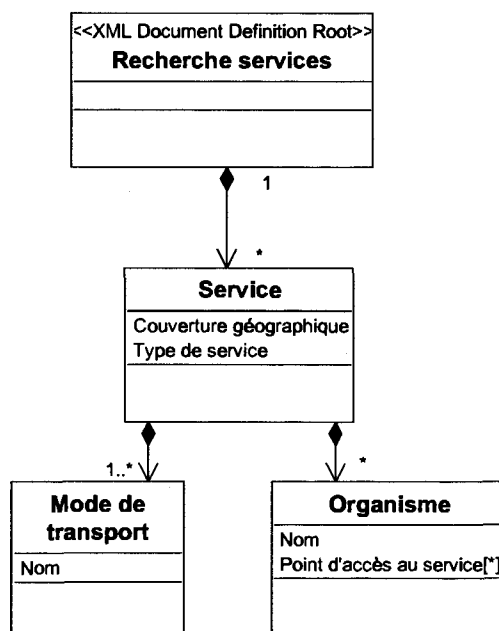 <<XML Document Definition Root>>
Recherche services
1
*
Service
Couverture géographique
Type de service
1..*
*
Mode de
transport
Nom
Organisme
Nom
Point d'accès au service[*]